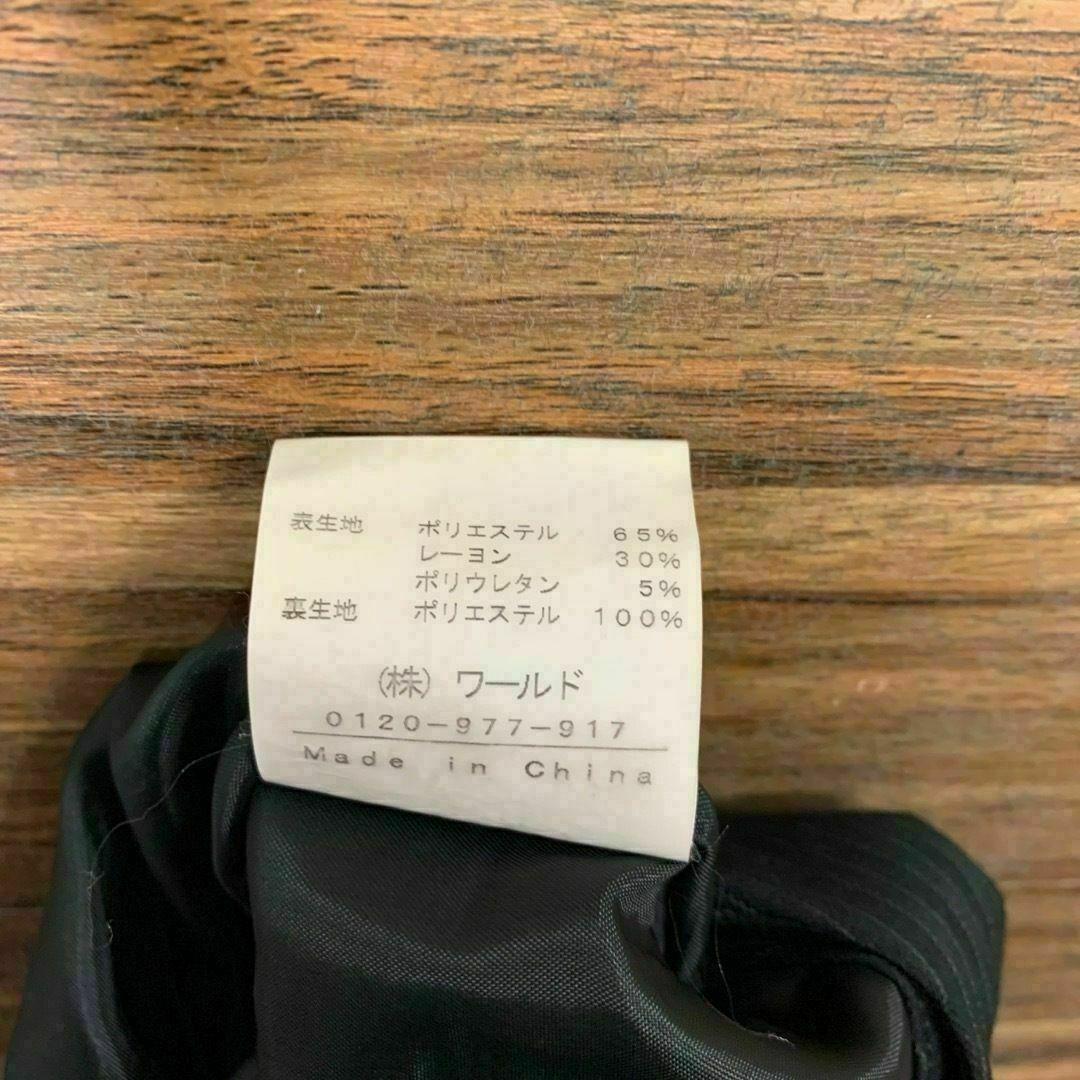 表生地 ポリエステル 65%
レーヨン 30%
ポリウレタン 5%
裏生地 ポリエステル 100%
(株) ワールド
0120-977-917
Made in China